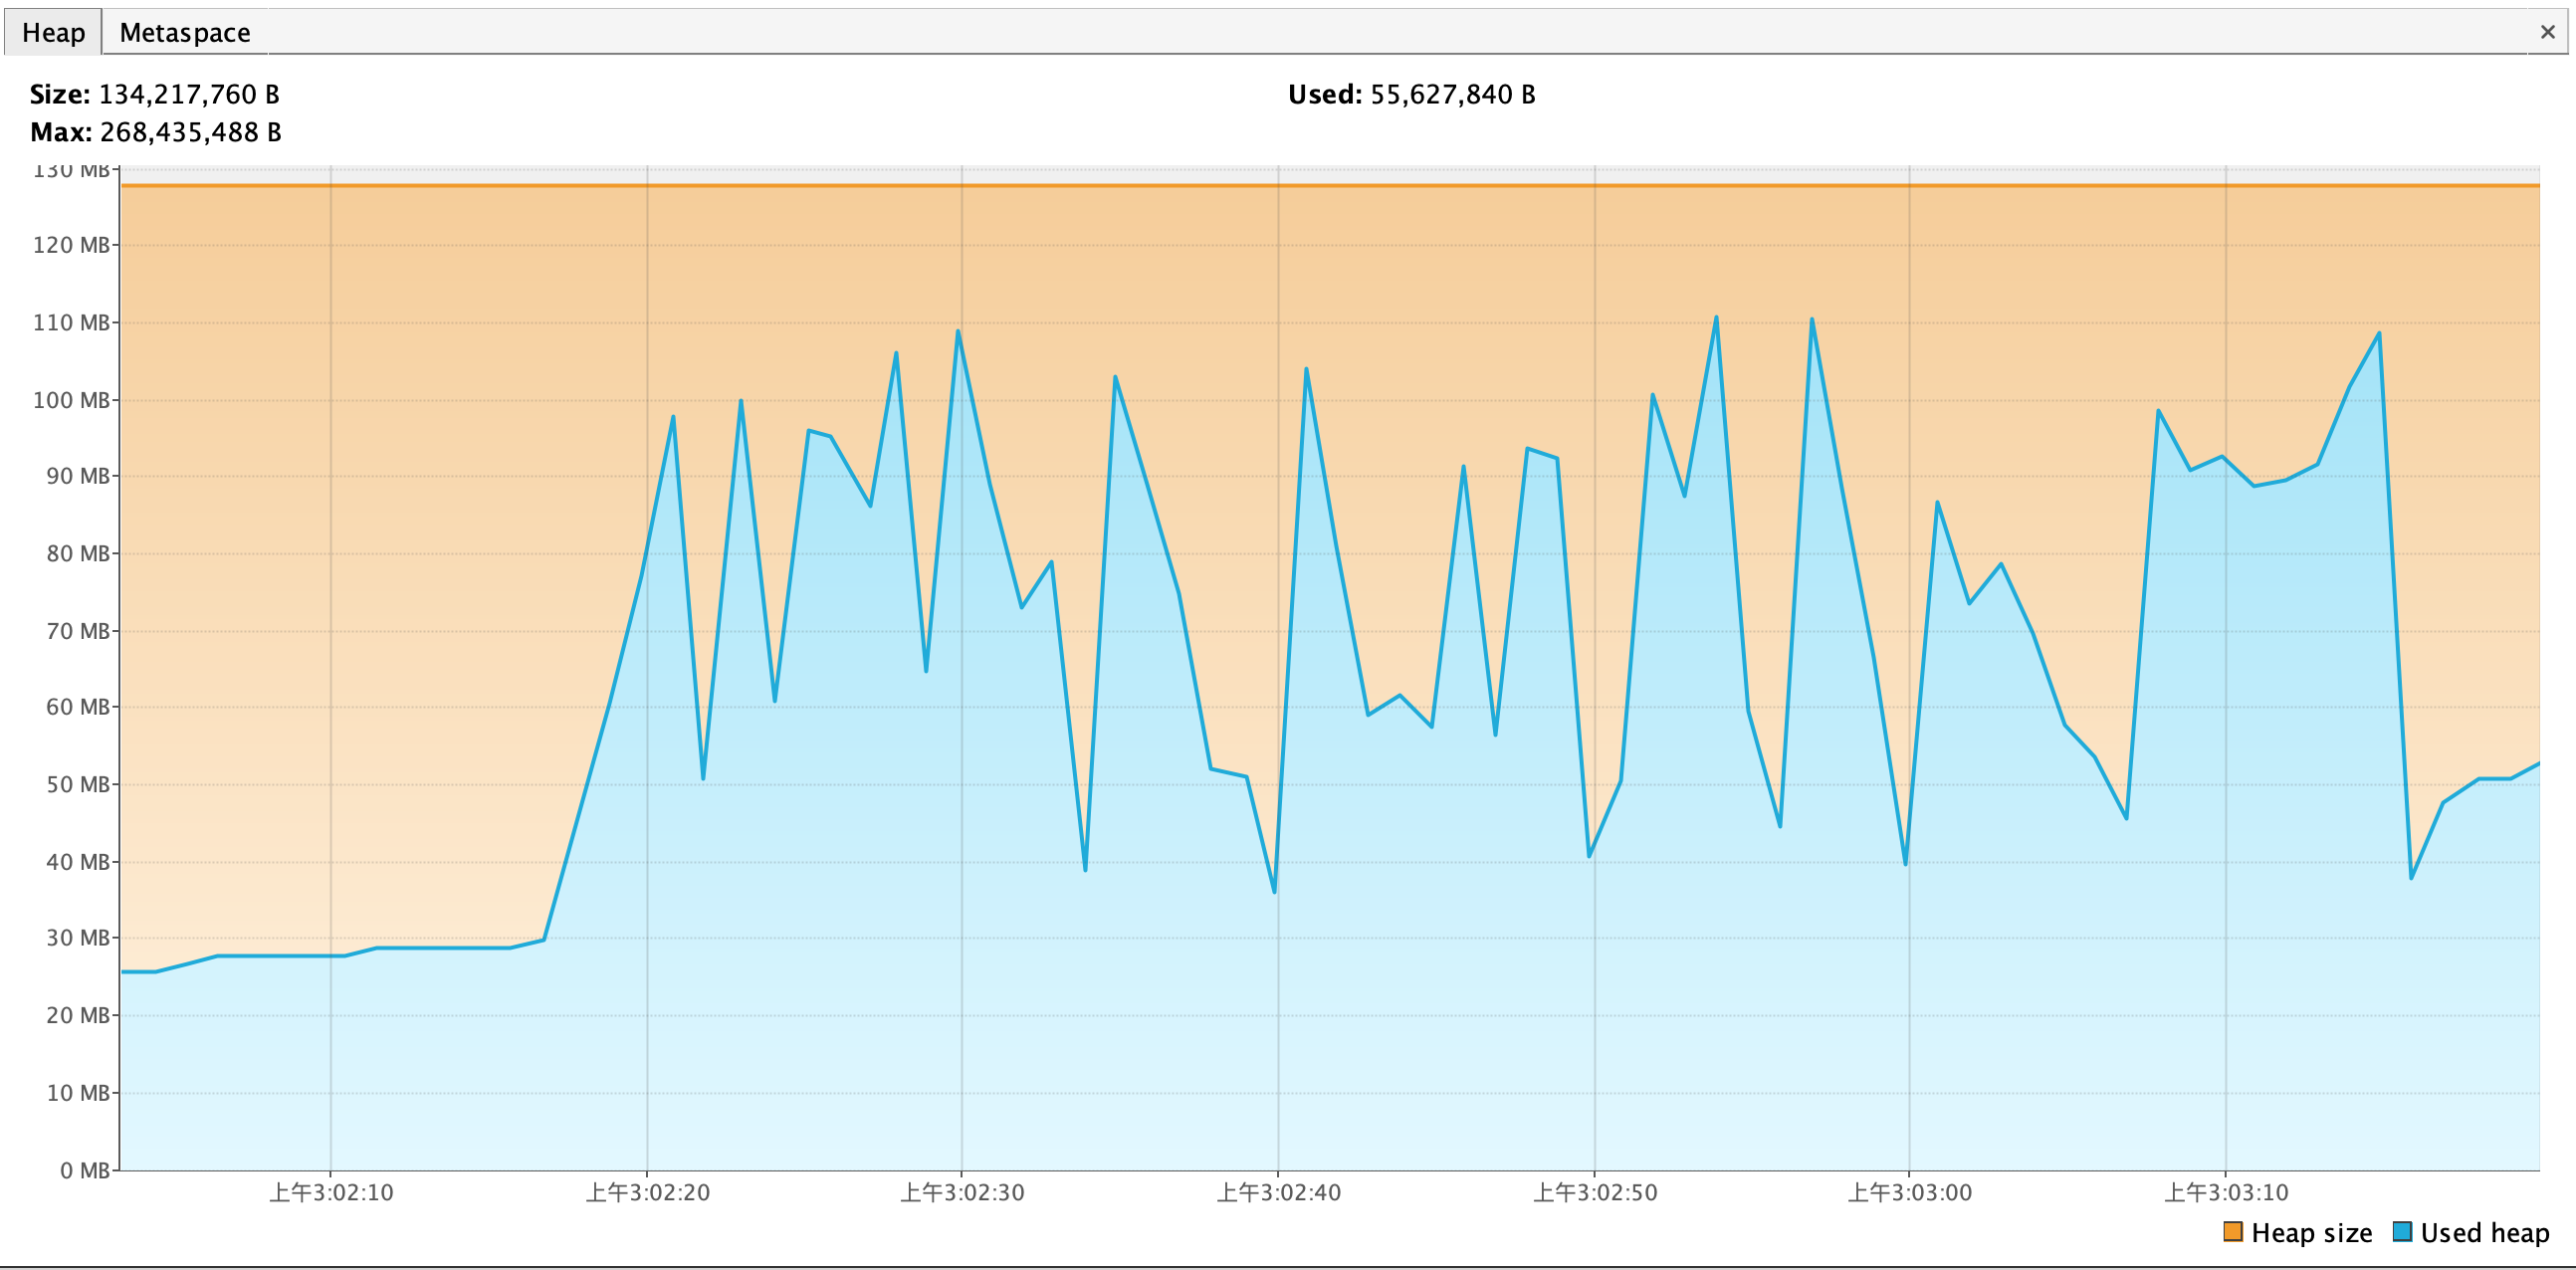 Heap Metaspace ×
Size: 134,217,760 B Used: 55,627,840 B
Max: 268,435,488 B
130 MB
120 MB
110 MB
100 MB
90 MB
80 MB
70 MB
60 MB
50 MB
40 MB
30 MB
20 MB
10 MB
0 MB
上午3:02:10 上午3:02:20 上午3:02:30 上午3:02:40 上午3:02:50 上午3:03:00 上午3:03:10
Heap size Used heap